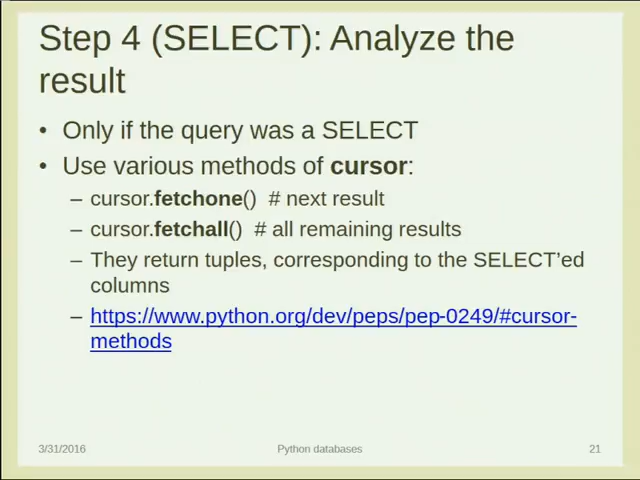 Step 4 (SELECT): Analyze the
result
• Only if the query was a SELECT
• Use various methods of cursor:
– cursor.fetchone()  # next result
– cursor.fetchall()  # all remaining results
– They return tuples, corresponding to the SELECT’ed
columns
– https://www.python.org/dev/peps/pep-0249/#cursor-
methods
3/31/2016 Python databases 21